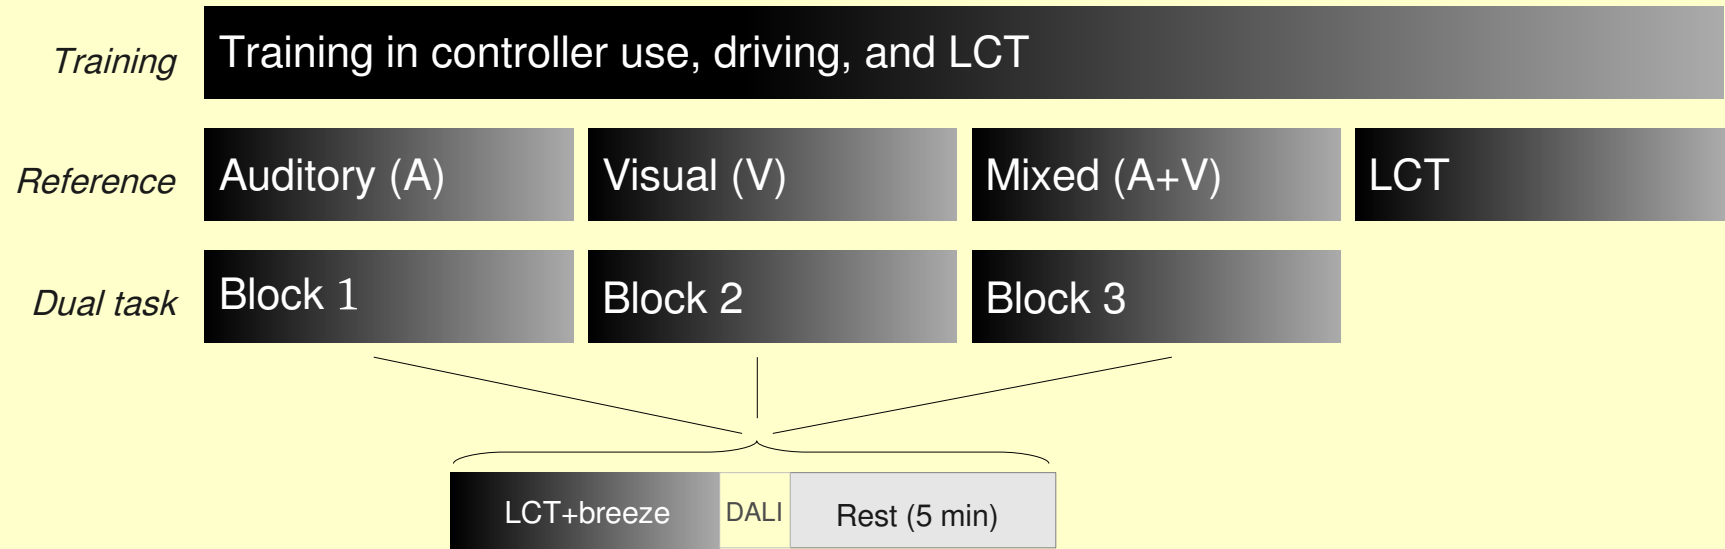 Training
Training in controller use, driving, and LCT
Reference
Auditory (A)
Visual (V)
Mixed (A+V)
LCT
Dual task
Block 1
Block 2
Block 3
LCT+breeze
DALI
Rest (5 min)